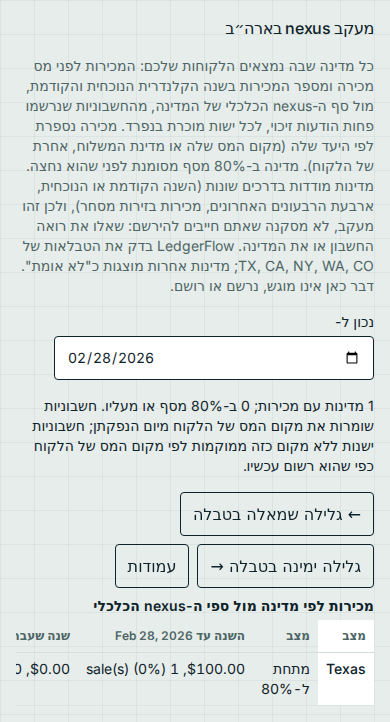 מעקב nexus בארה״ב
כל מדינה שבה נמצאים הלקוחות שלכם: המכירות לפני מס
מכירה ומספר המכירות בשנה הקלנדרית הנוכחית והקודמת,
מול סף ה-nexus הכלכלי של המדינה, מהחשבוניות שנרשמו
פחות הודעות זיכוי, לכל ישות מוכרת בנפרד. מכירה נספרת
לפי היעד שלה (מקום המס שלה או מדינת המשלוח, אחרת
של הלקוח). מדינה ב-80% מסף מסומנת לפני שהוא נחצה.
מדינות מודדות בדרכים שונות (השנה הקודמת או הנוכחית,
ארבעת הרבעונים האחרונים, מכירות בזירות מסחר), ולכן זהו
מעקב, לא מסקנה שאתם חייבים להירשם: שאלו את רואה
החשבון או את המדינה. LedgerFlow בדק את הטבלאות של
TX, CA, NY, WA, CO; מדינות אחרות מוצגות כ"לא אומת".
דבר כאן אינו מוגש, נרשם או רושם.
נכון ל-
02/28/2026
1 מדינות עם מכירות; 0 ב-80% מסף או מעליו. חשבוניות
שומרות את מקום המס של הלקוח מיום הנפקתן; חשבוניות
ישנות ללא מקום כזה ממוקמות לפי מקום המס של הלקוח
כפי שהוא רשום עכשיו.
← גלילה שמאלה בטבלה
גלילה ימינה בטבלה →
עמודות
מכירות לפי מדינה מול ספי ה-nexus הכלכלי
מצב מצב השנה עד Feb 28, 2026 שנה שעבר
Texas מתחת ל-80% $100.00, 1 sale(s) (0%) $0.00, 0